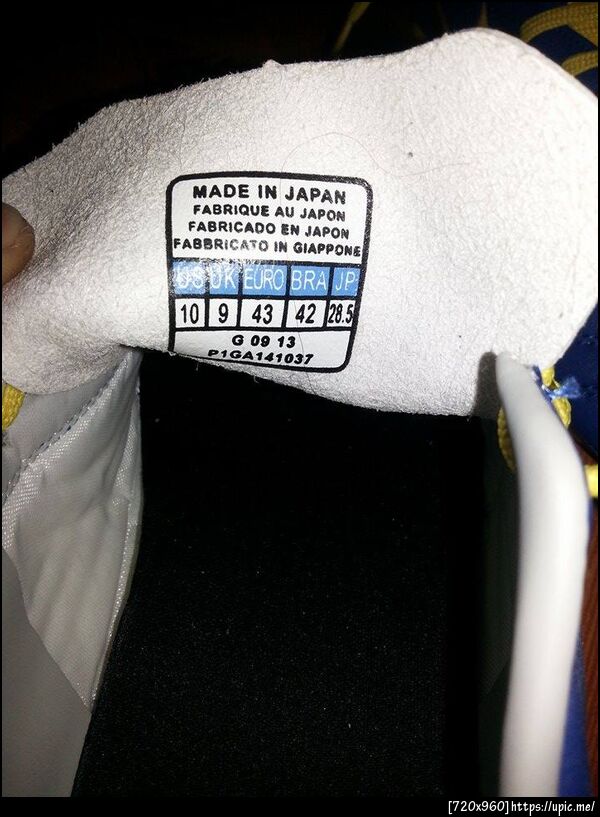 MADE IN JAPAN
FABRIQUE AU JAPON
FABRICADO EN JAPON
FABBRICATO IN GIAPPONE
US UK EURO BRA JP
10 9 43 42 28.5
G 09 13
P1GA141037
[720x960]https://upic.me/